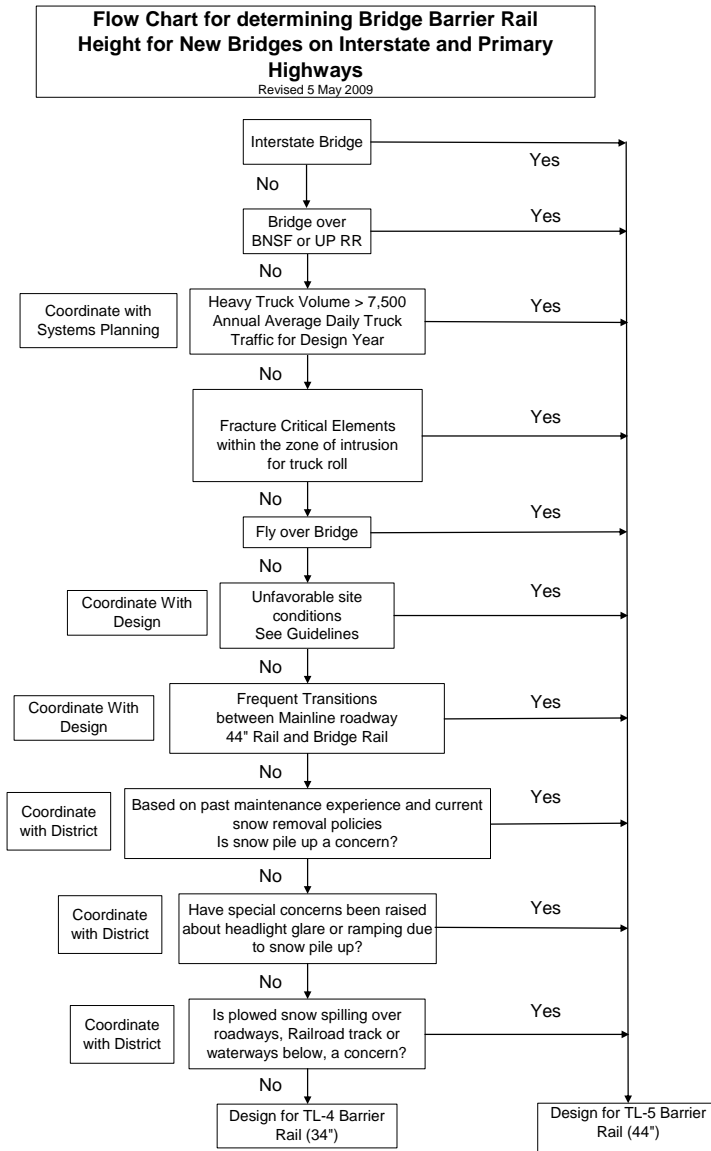 Flow Chart for determining Bridge Barrier Rail
Height for New Bridges on Interstate and Primary
Highways
Revised 5 May 2009
Interstate Bridge
Yes
No
Bridge over
BNSF or UP RR
Yes
No
Coordinate with
Systems Planning
Heavy Truck Volume > 7,500
Annual Average Daily Truck
Traffic for Design Year
Yes
No
Fracture Critical Elements
within the zone of intrusion
for truck roll
Yes
No
Fly over Bridge
Yes
No
Coordinate With
Design
Unfavorable site
conditions
See Guidelines
Yes
No
Coordinate With
Design
Frequent Transitions
between Mainline roadway
44" Rail and Bridge Rail
Yes
No
Coordinate
with District
Based on past maintenance experience and current
snow removal policies
Is snow pile up a concern?
Yes
No
Coordinate
with District
Have special concerns been raised
about headlight glare or ramping due
to snow pile up?
Yes
No
Coordinate
with District
Is plowed snow spilling over
roadways, Railroad track or
waterways below, a concern?
Yes
No
Design for TL-4 Barrier
Rail (34")
Design for TL-5 Barrier
Rail (44")